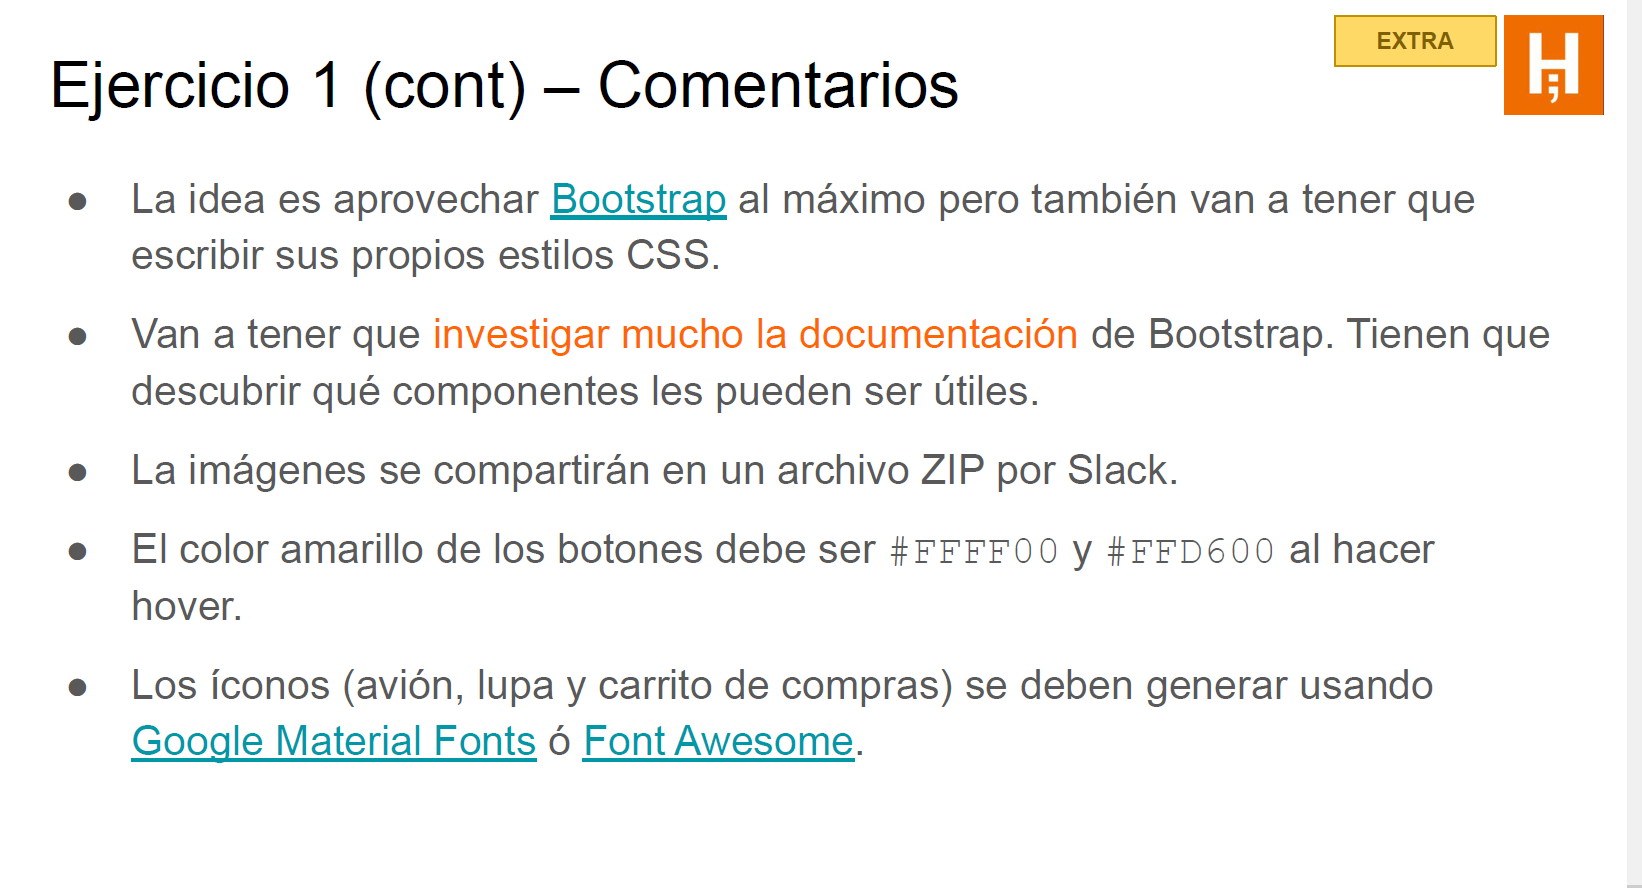 EXTRA
H;
Ejercicio 1 (cont) – Comentarios
● La idea es aprovechar Bootstrap al máximo pero también van a tener que
escribir sus propios estilos CSS.
● Van a tener que investigar mucho la documentación de Bootstrap. Tienen que
descubrir qué componentes les pueden ser útiles.
● La imágenes se compartirán en un archivo ZIP por Slack.
● El color amarillo de los botones debe ser #FFFF00 y #FFD600 al hacer
hover.
● Los íconos (avión, lupa y carrito de compras) se deben generar usando
Google Material Fonts ó Font Awesome.